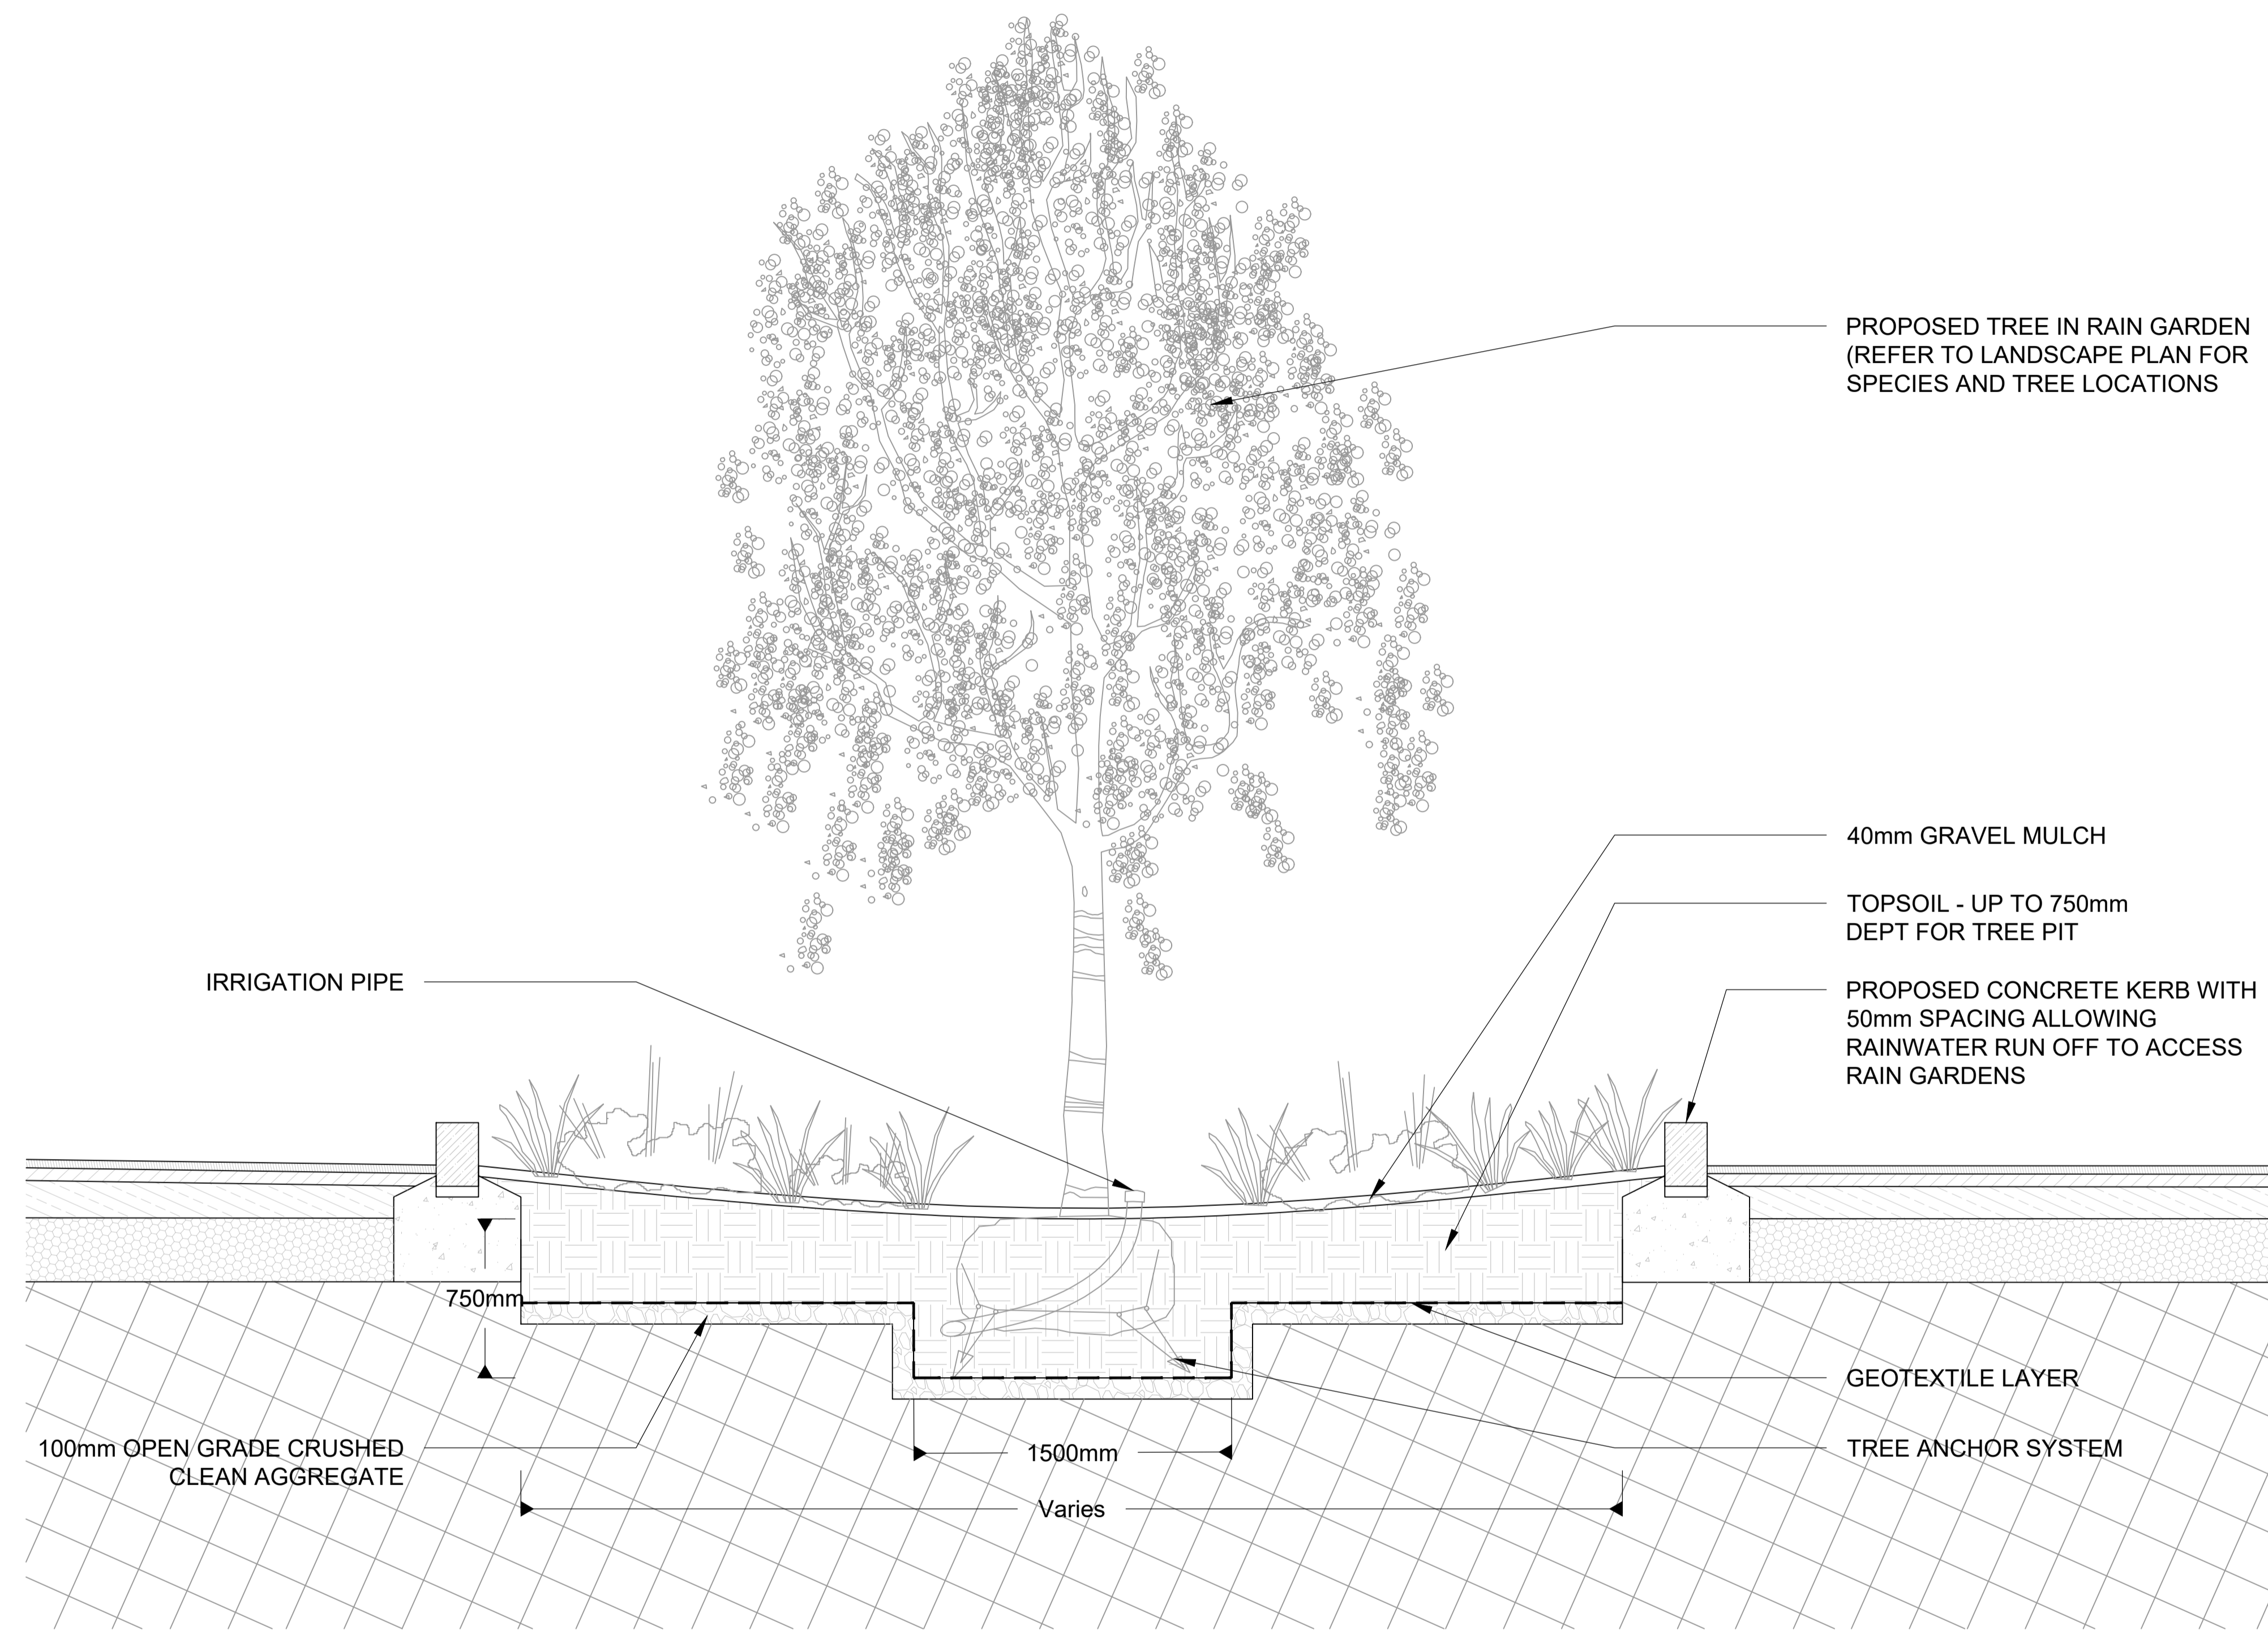 PROPOSED TREE IN RAIN GARDEN
(REFER TO LANDSCAPE PLAN FOR
SPECIES AND TREE LOCATIONS
40mm GRAVEL MULCH
TOPSOIL - UP TO 750mm
DEPT FOR TREE PIT
IRRIGATION PIPE
PROPOSED CONCRETE KERB WITH
50mm SPACING ALLOWING
RAINWATER RUN OFF TO ACCESS
RAIN GARDENS
750mm
GEOTEXTILE LAYER
100mm OPEN GRADE CRUSHED
CLEAN AGGREGATE
1500mm
TREE ANCHOR SYSTEM
Varies